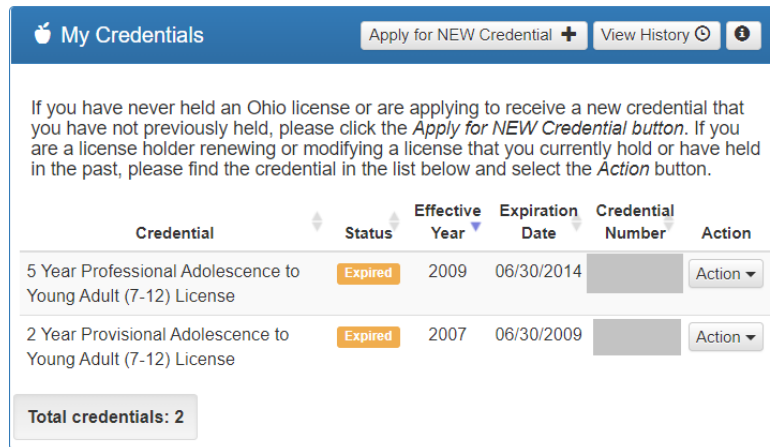 My Credentials
Apply for NEW Credential
View History
If you have never held an Ohio license or are applying to receive a new credential that
you have not previously held, please click the Apply for NEW Credential button. If you
are a license holder renewing or modifying a license that you currently hold or have held
in the past, please find the credential in the list below and select the Action button.
Credential Status Effective Year Expiration Date Credential Number Action
5 Year Professional Adolescence to Young Adult (7-12) License Expired 2009 06/30/2014 Action
2 Year Provisional Adolescence to Young Adult (7-12) License Expired 2007 06/30/2009 Action
Total credentials: 2